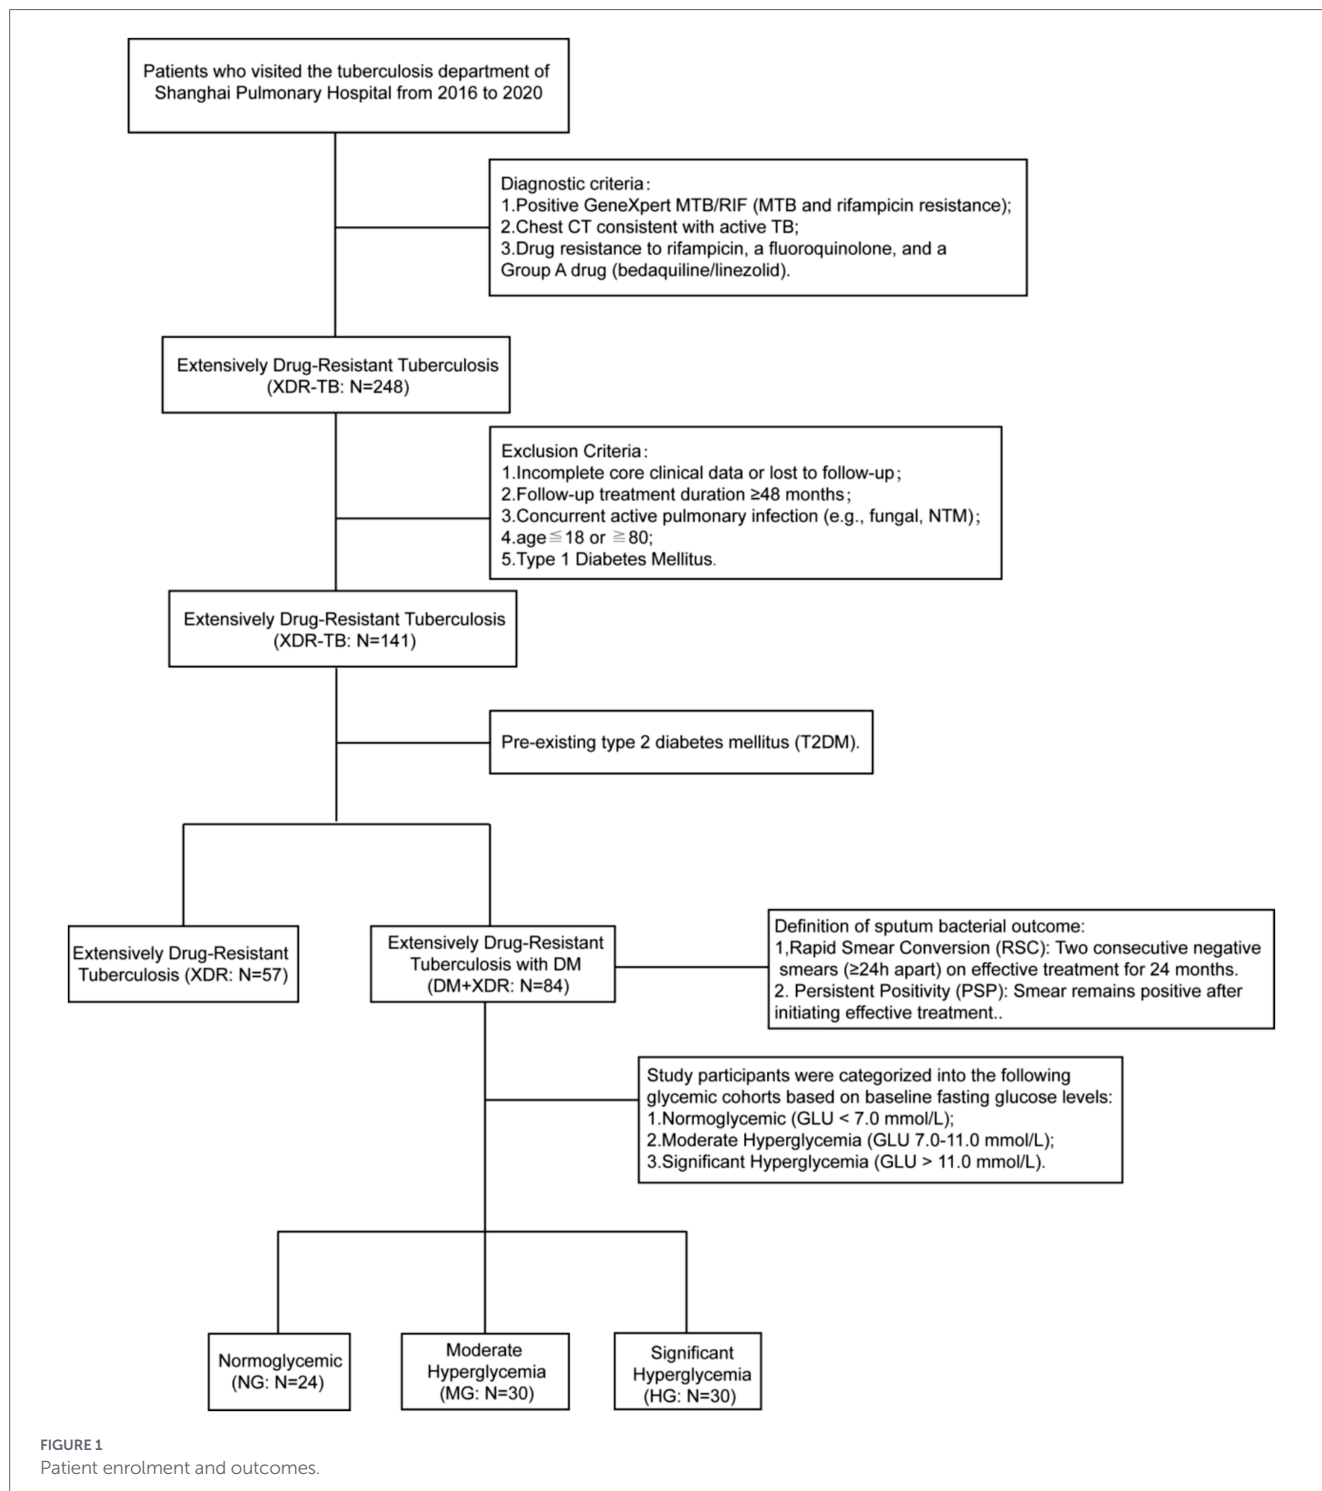 Patients who visited the tuberculosis department of
Shanghai Pulmonary Hospital from 2016 to 2020
Diagnostic criteria:
1.Positive GeneXpert MTB/RIF (MTB and rifampicin resistance);
2.Chest CT consistent with active TB;
3.Drug resistance to rifampicin, a fluoroquinolone, and a
Group A drug (bedaquiline/linezolid).
Extensively Drug-Resistant Tuberculosis
(XDR-TB: N=248)
Exclusion Criteria:
1.Incomplete core clinical data or lost to follow-up;
2.Follow-up treatment duration ≥48 months;
3.Concurrent active pulmonary infection (e.g., fungal, NTM);
4.age≦18 or ≧80;
5.Type 1 Diabetes Mellitus.
Extensively Drug-Resistant Tuberculosis
(XDR-TB: N=141)
Pre-existing type 2 diabetes mellitus (T2DM).
Extensively Drug-Resistant
Tuberculosis (XDR: N=57)
Extensively Drug-Resistant
Tuberculosis with DM
(DM+XDR: N=84)
Definition of sputum bacterial outcome:
1,Rapid Smear Conversion (RSC): Two consecutive negative
smears (≥24h apart) on effective treatment for 24 months.
2. Persistent Positivity (PSP): Smear remains positive after
initiating effective treatment..
Study participants were categorized into the following
glycemic cohorts based on baseline fasting glucose levels:
1.Normoglycemic (GLU < 7.0 mmol/L);
2.Moderate Hyperglycemia (GLU 7.0-11.0 mmol/L);
3.Significant Hyperglycemia (GLU > 11.0 mmol/L).
Normoglycemic
(NG: N=24)
Moderate
Hyperglycemia
(MG: N=30)
Significant
Hyperglycemia
(HG: N=30)
FIGURE 1
Patient enrolment and outcomes.